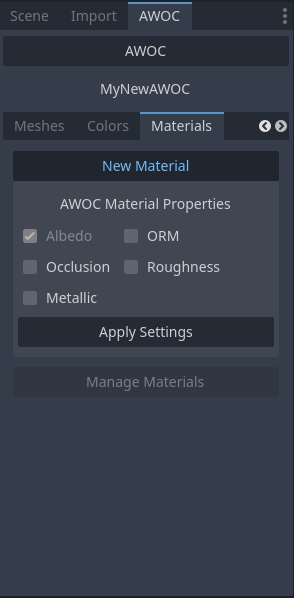 Scene Import AWOC
AWOC
MyNewAWOC
Meshes Colors Materials
New Material
AWOC Material Properties
Albedo ORM
Occlusion Roughness
Metallic
Apply Settings
Manage Materials